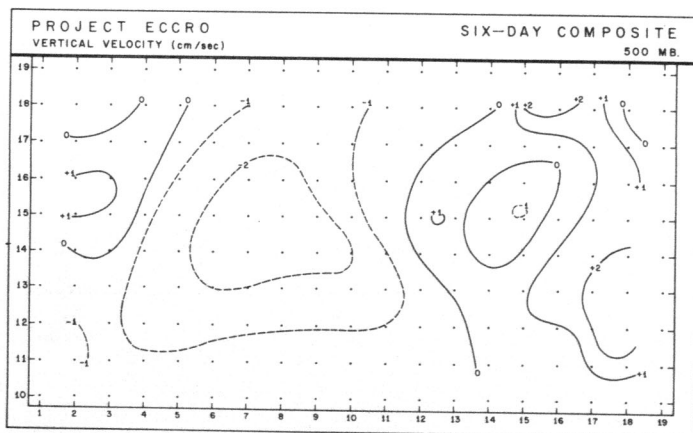 PROJECT ECCRO
VERTICAL VELOCITY (cm/sec)
SIX—DAY COMPOSITE
500 MB.
19
18 0 0 -1 -1 0 +1 +2 +1 0
17 0 0
16 +1 -2 0 +1
15 +1 +1 -1
14 0 +2
13
12 -1
11 -1 0 +1
10
1 2 3 4 5 6 7 8 9 10 11 12 13 14 15 16 17 18 19